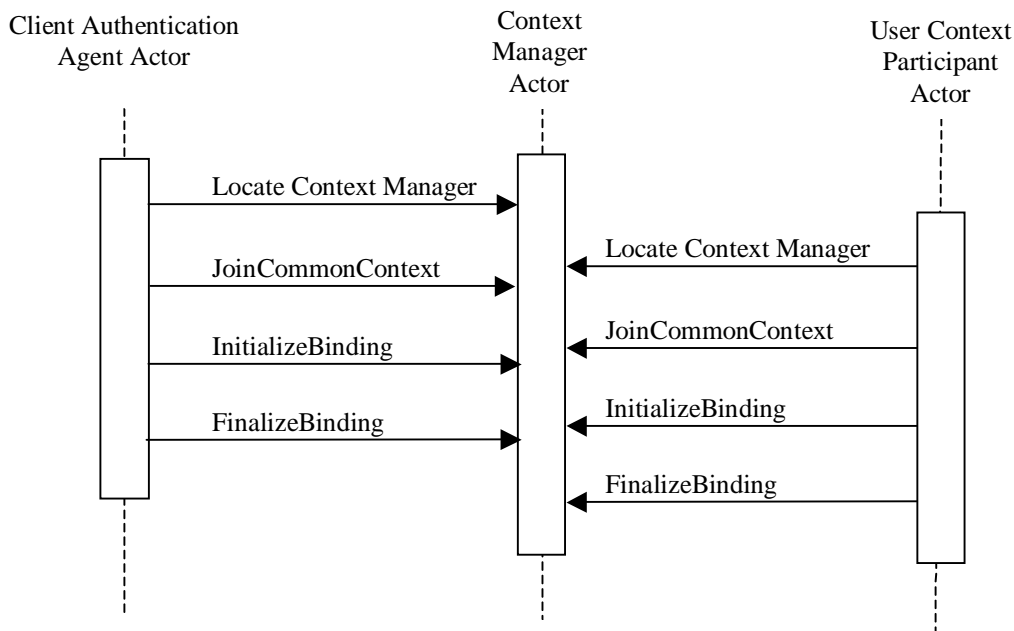 Client Authentication
Agent Actor
Context
Manager
Actor
User Context
Participant
Actor
Locate Context Manager
Locate Context Manager
JoinCommonContext
JoinCommonContext
InitializeBinding
InitializeBinding
FinalizeBinding
FinalizeBinding